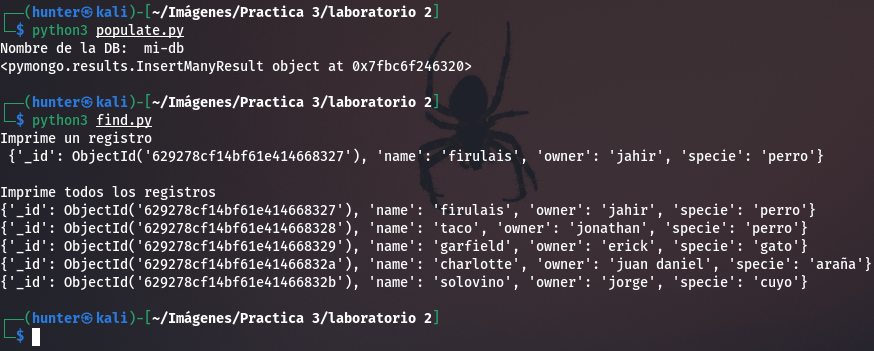 ┌──(hunter㉿kali)-[~/Imágenes/Practica 3/laboratorio 2]
└─$ python3 populate.py
Nombre de la DB:  mi-db
<pymongo.results.InsertManyResult object at 0x7fbc6f246320>
┌──(hunter㉿kali)-[~/Imágenes/Practica 3/laboratorio 2]
└─$ python3 find.py
Imprime un registro
 {'_id': ObjectId('629278cf14bf61e414668327'), 'name': 'firulais', 'owner': 'jahir', 'specie': 'perro'}
Imprime todos los registros
{'_id': ObjectId('629278cf14bf61e414668327'), 'name': 'firulais', 'owner': 'jahir', 'specie': 'perro'}
{'_id': ObjectId('629278cf14bf61e414668328'), 'name': 'taco', 'owner': 'jonathan', 'specie': 'perro'}
{'_id': ObjectId('629278cf14bf61e414668329'), 'name': 'garfield', 'owner': 'erick', 'specie': 'gato'}
{'_id': ObjectId('629278cf14bf61e41466832a'), 'name': 'charlotte', 'owner': 'juan daniel', 'specie': 'araña'}
{'_id': ObjectId('629278cf14bf61e41466832b'), 'name': 'solovino', 'owner': 'jorge', 'specie': 'cuyo'}
┌──(hunter㉿kali)-[~/Imágenes/Practica 3/laboratorio 2]
└─$